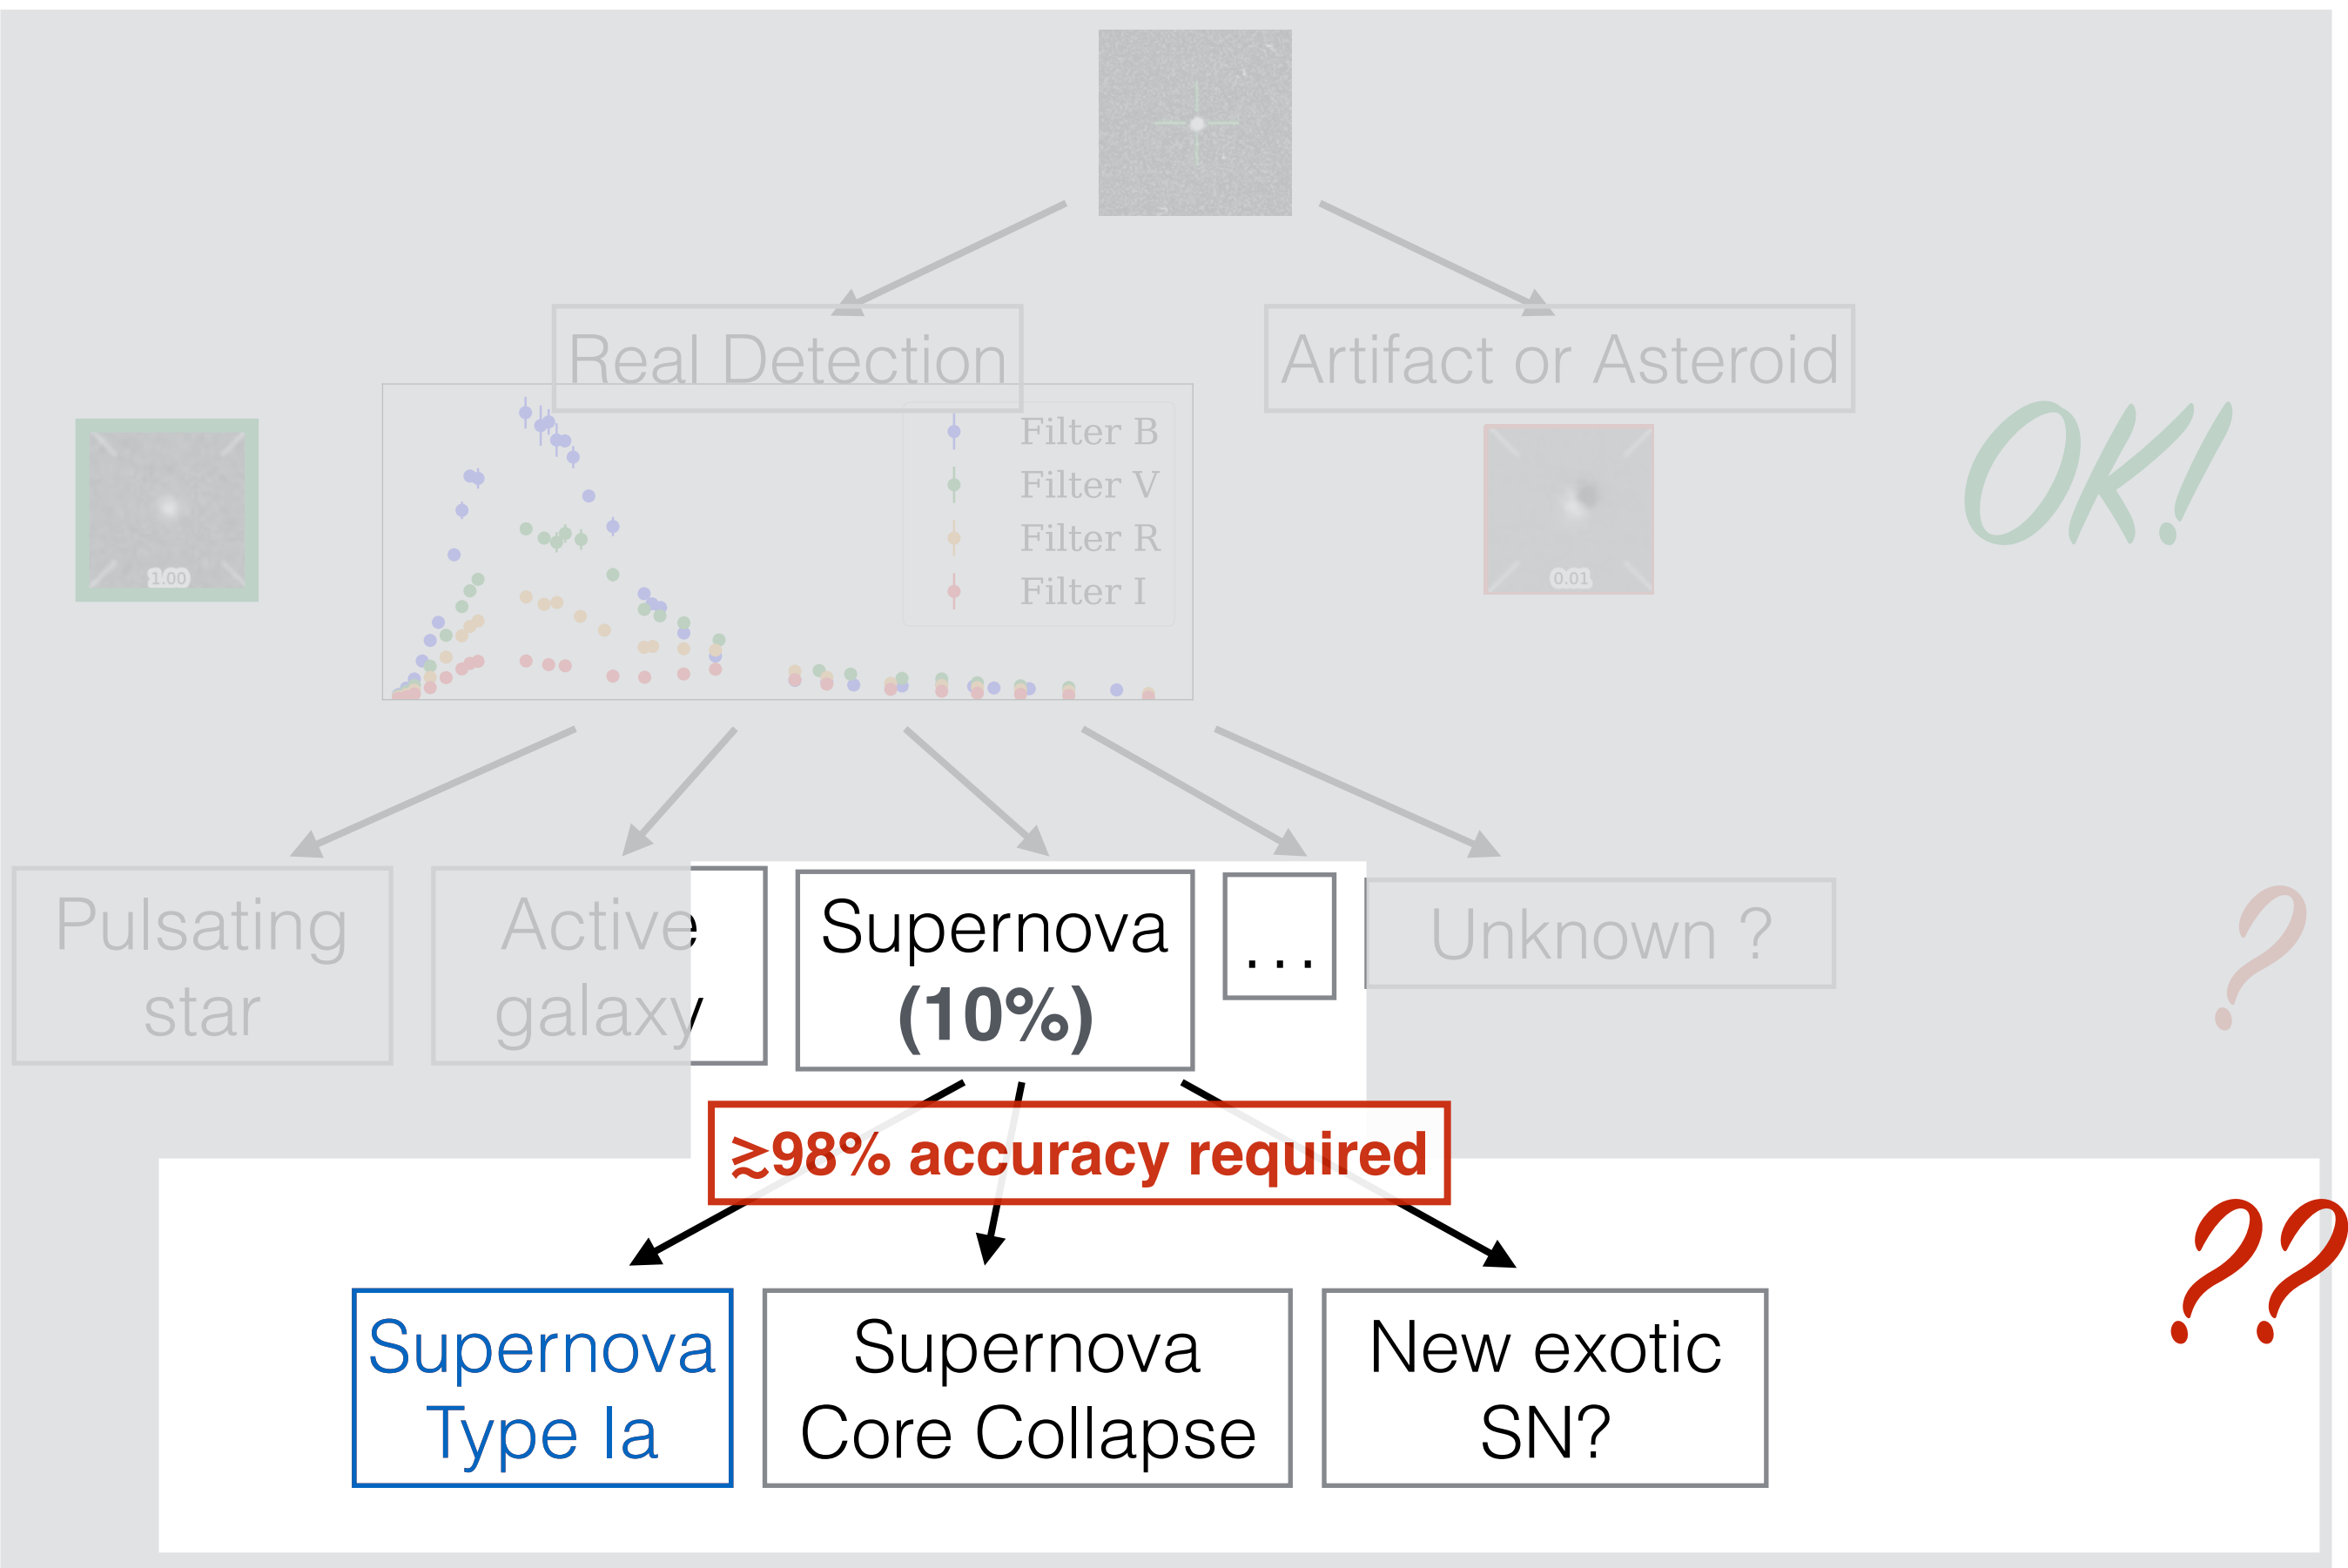 Real Detection
Artifact or Asteroid
Filter B
Filter V
Filter R
Filter I
1.00
0.01
OK!
Pulsating
star
Active
galaxy
Supernova
(10%)
...
Unknown ?
?
⪆98% accuracy required
??
Supernova
Type Ia
Supernova
Core Collapse
New exotic
SN?